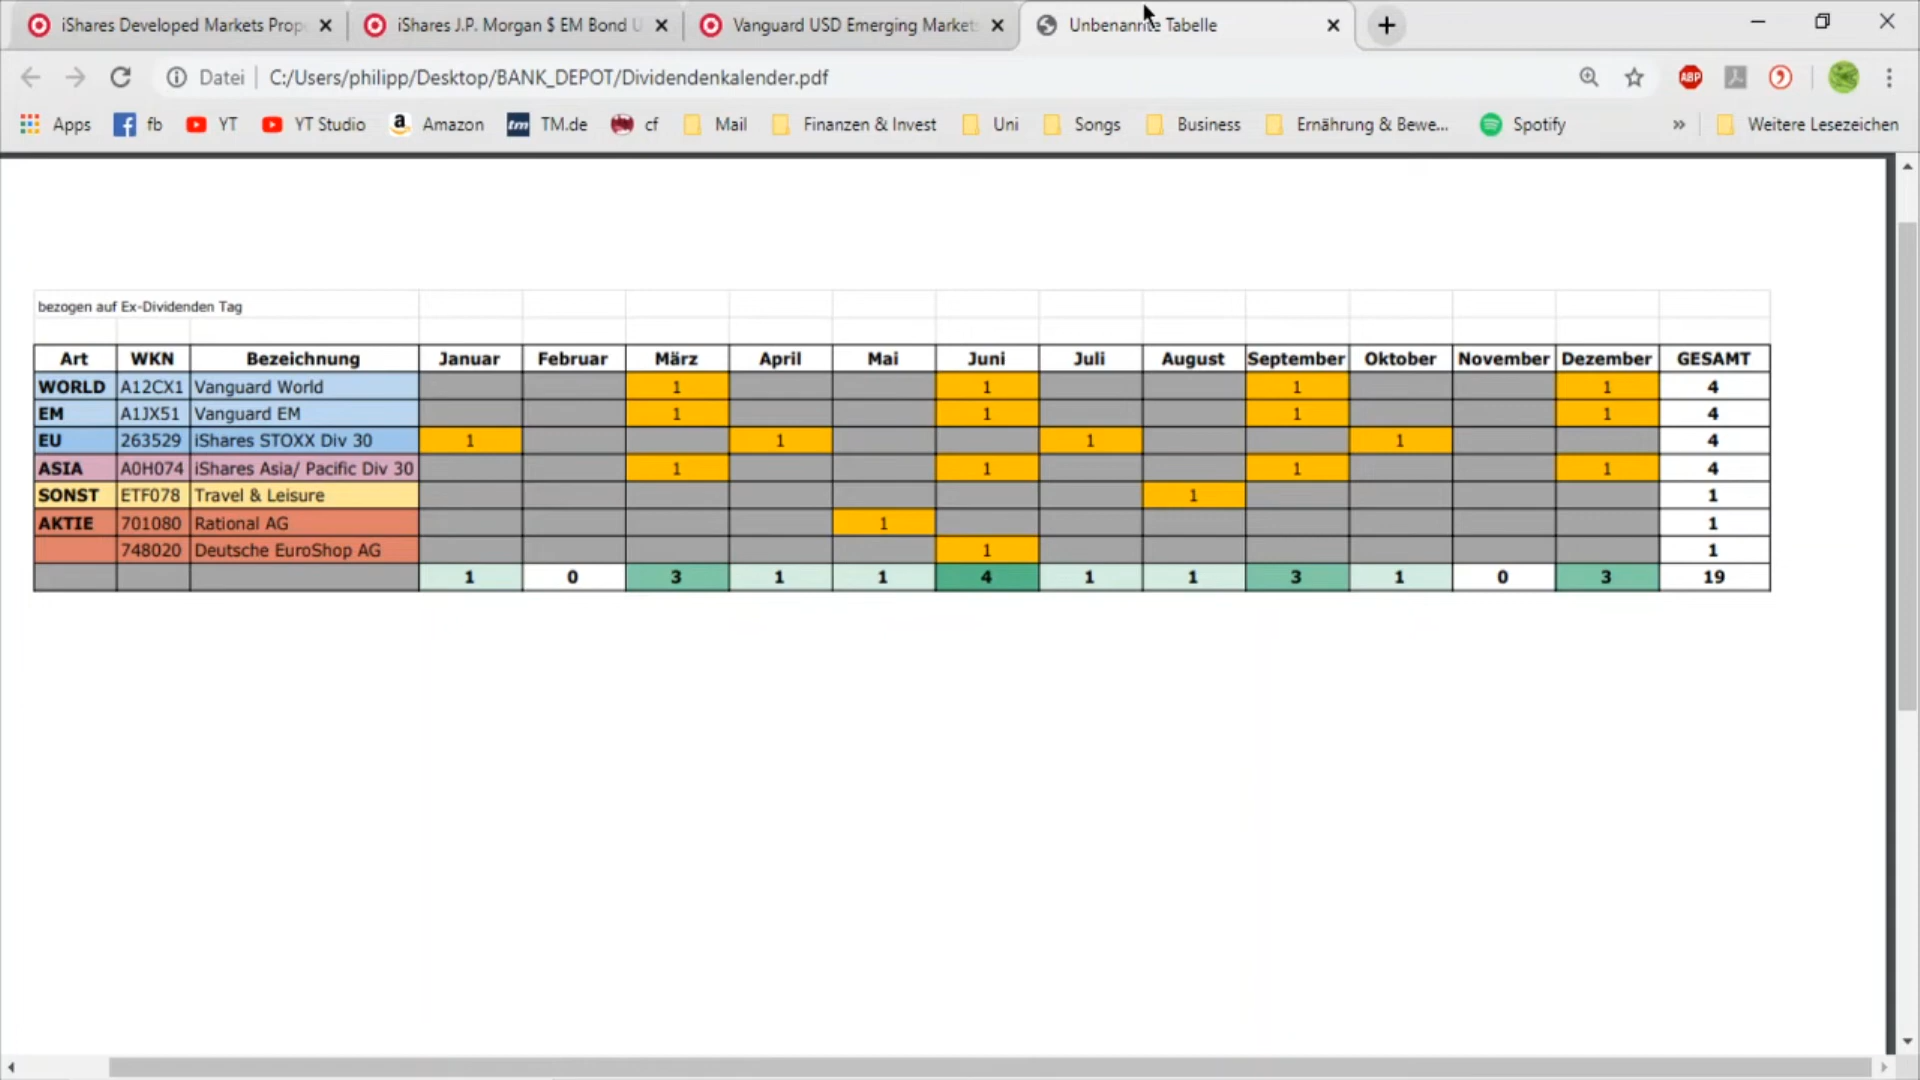 iShares Developed Markets Prop
iShares J.P. Morgan $ EM Bond U
Vanguard USD Emerging Market
Unbenannte Tabelle
Datei C:/Users/philipp/Desktop/BANK_DEPOT/Dividendenkalender.pdf
ABP
Apps fb YT YT Studio a Amazon tm TM.de cf Mail Finanzen & Invest Uni Songs Business Ernährung & Bewe... Spotify » Weitere Lesezeichen
bezogen auf Ex-Dividenden Tag
Art WKN Bezeichnung Januar Februar März April Mai Juni Juli August September Oktober November Dezember GESAMT
WORLD A12CX1 Vanguard World 1 1 1 1 4
EM A1JX51 Vanguard EM 1 1 1 1 4
EU 263529 iShares STOXX Div 30 1 1 1 1 4
ASIA A0H074 iShares Asia/ Pacific Div 30 1 1 1 1 4
SONST ETF078 Travel & Leisure 1 1
AKTIE 701080 Rational AG 1 1
748020 Deutsche EuroShop AG 1 1
1 0 3 1 1 4 1 1 3 1 0 3 19